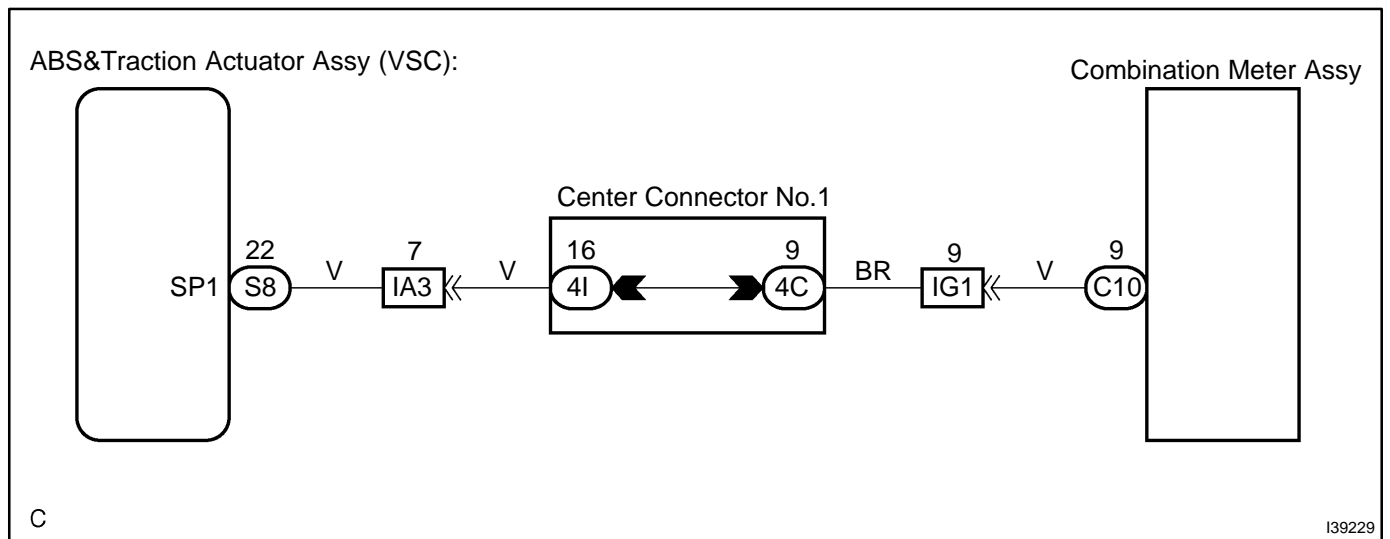 ABS&Traction Actuator Assy (VSC):
Combination Meter Assy
Center Connector No.1
22
7
16
9
9
9
SP1
S8
V
IA3
V
4I
4C
BR
IG1
V
C10
C
I39229